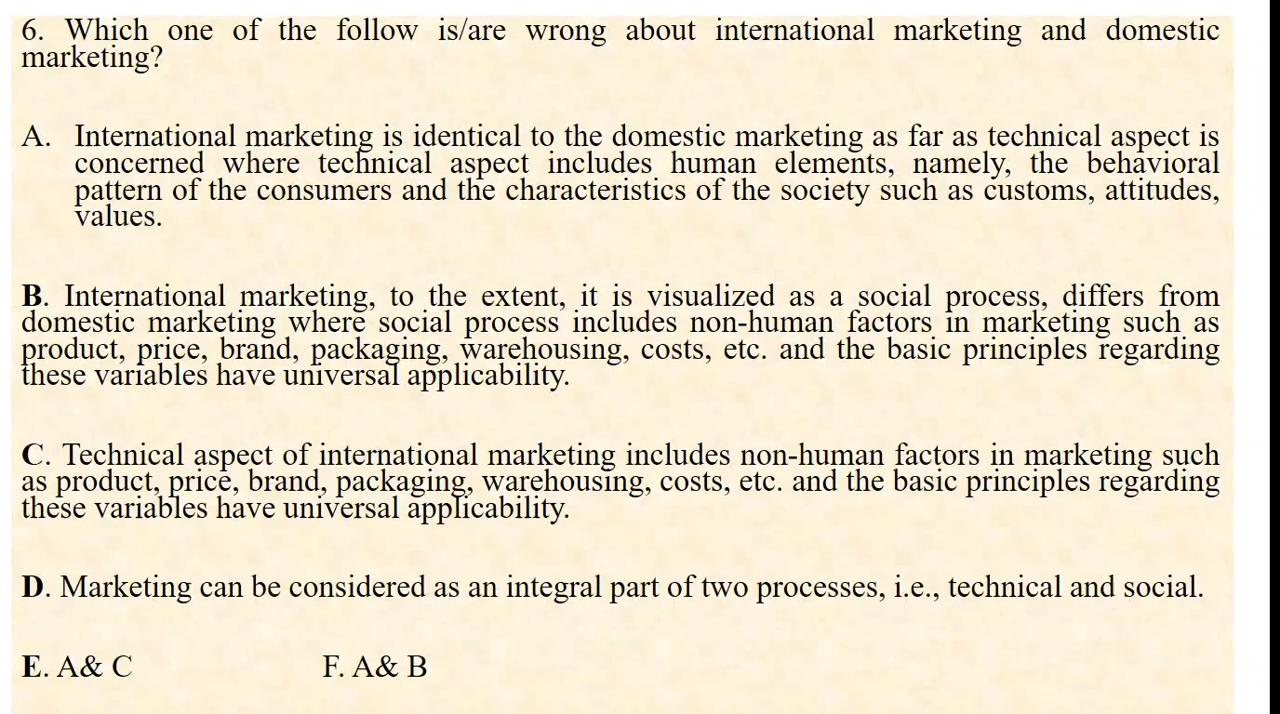 6. Which one of the follow is/are wrong about international marketing and domestic
marketing?
A. International marketing is identical to the domestic marketing as far as technical aspect is
concerned where technical aspect includes human elements, namely, the behavioral
pattern of the consumers and the characteristics of the society such as customs, attitudes,
values.
B. International marketing, to the extent, it is visualized as a social process, differs from
domestic marketing where social process includes non-human factors in marketing such as
product, price, brand, packaging, warehousing, costs, etc. and the basic principles regarding
these variables have universal applicability.
C. Technical aspect of international marketing includes non-human factors in marketing such
as product, price, brand, packaging, warehousing, costs, etc. and the basic principles regarding
these variables have universal applicability.
D. Marketing can be considered as an integral part of two processes, i.e., technical and social.
E. A& C F. A& B